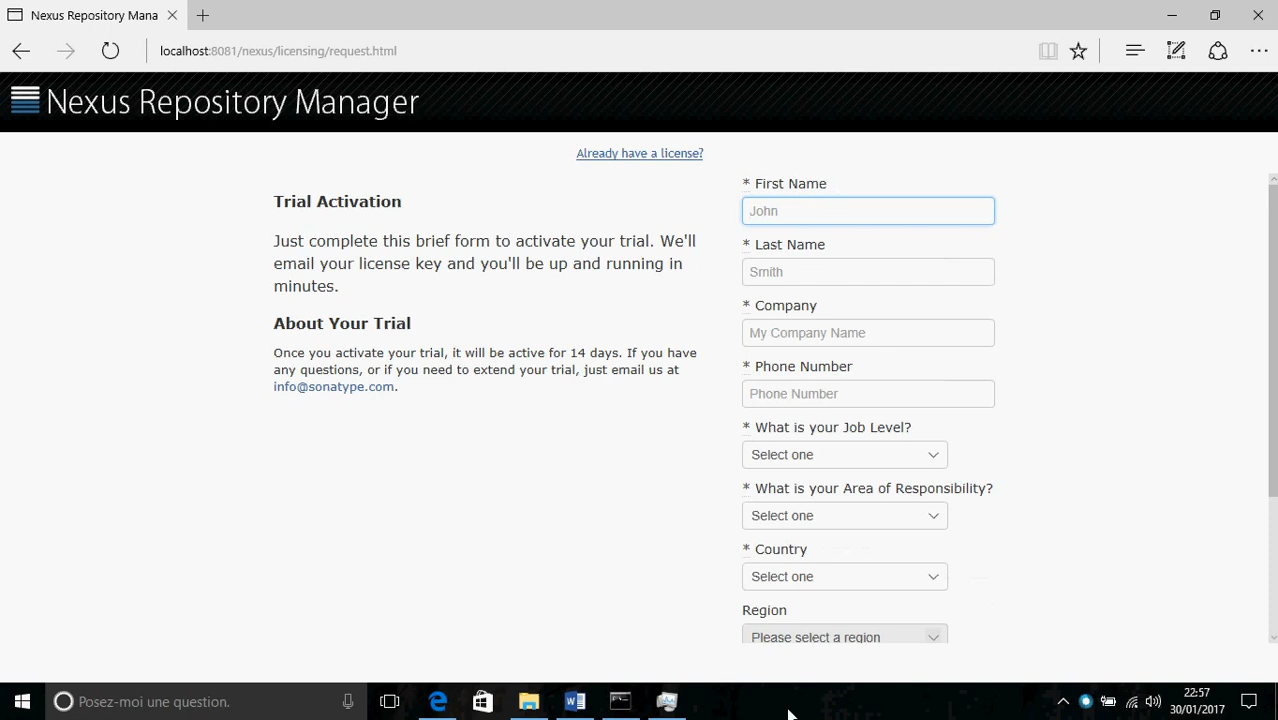 Nexus Repository Mana
localhost:8081/nexus/licensing/request.html
Nexus Repository Manager
Already have a license?
Trial Activation
Just complete this brief form to activate your trial. We'll
email your license key and you'll be up and running in
minutes.
About Your Trial
Once you activate your trial, it will be active for 14 days. If you have
any questions, or if you need to extend your trial, just email us at
info@sonatype.com.
* First Name
John
* Last Name
Smith
* Company
My Company Name
* Phone Number
Phone Number
* What is your Job Level?
Select one
* What is your Area of Responsibility?
Select one
* Country
Select one
Region
Please select a region
Posez-moi une question.
22:57
30/01/2017